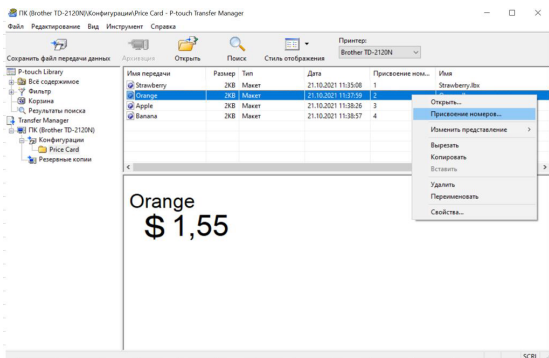 ПК (Brother TD-2120N)\Конфигурации\Price Card - P-touch Transfer Manager
Файл Редактирование Вид Инструмент Справка
Принтер:
Brother TD-2120N
Сохранить файл передачи данных Архивация Открыть Поиск Стиль отображения
P-touch Library
Всё содержимое
Фильтр
Корзина
Результаты поиска
Transfer Manager
ПК (Brother TD-2120N)
Конфигурации
Price Card
Резервные копии
Имя передачи Размер Тип Дата Присвоение ном... Имя
Strawberry 2KB Макет 21.10.2021 11:35:08 1 Strawberry.lbx
Orange 2KB Макет 21.10.2021 11:37:59 2
Apple 2KB Макет 21.10.2021 11:38:26 3
Banana 2KB Макет 21.10.2021 11:38:57 4
Открыть...
Присвоение номеров...
Изменить представление
Вырезать
Копировать
Вставить
Удалить
Переименовать
Свойства...
Orange
$ 1,55
SCRL